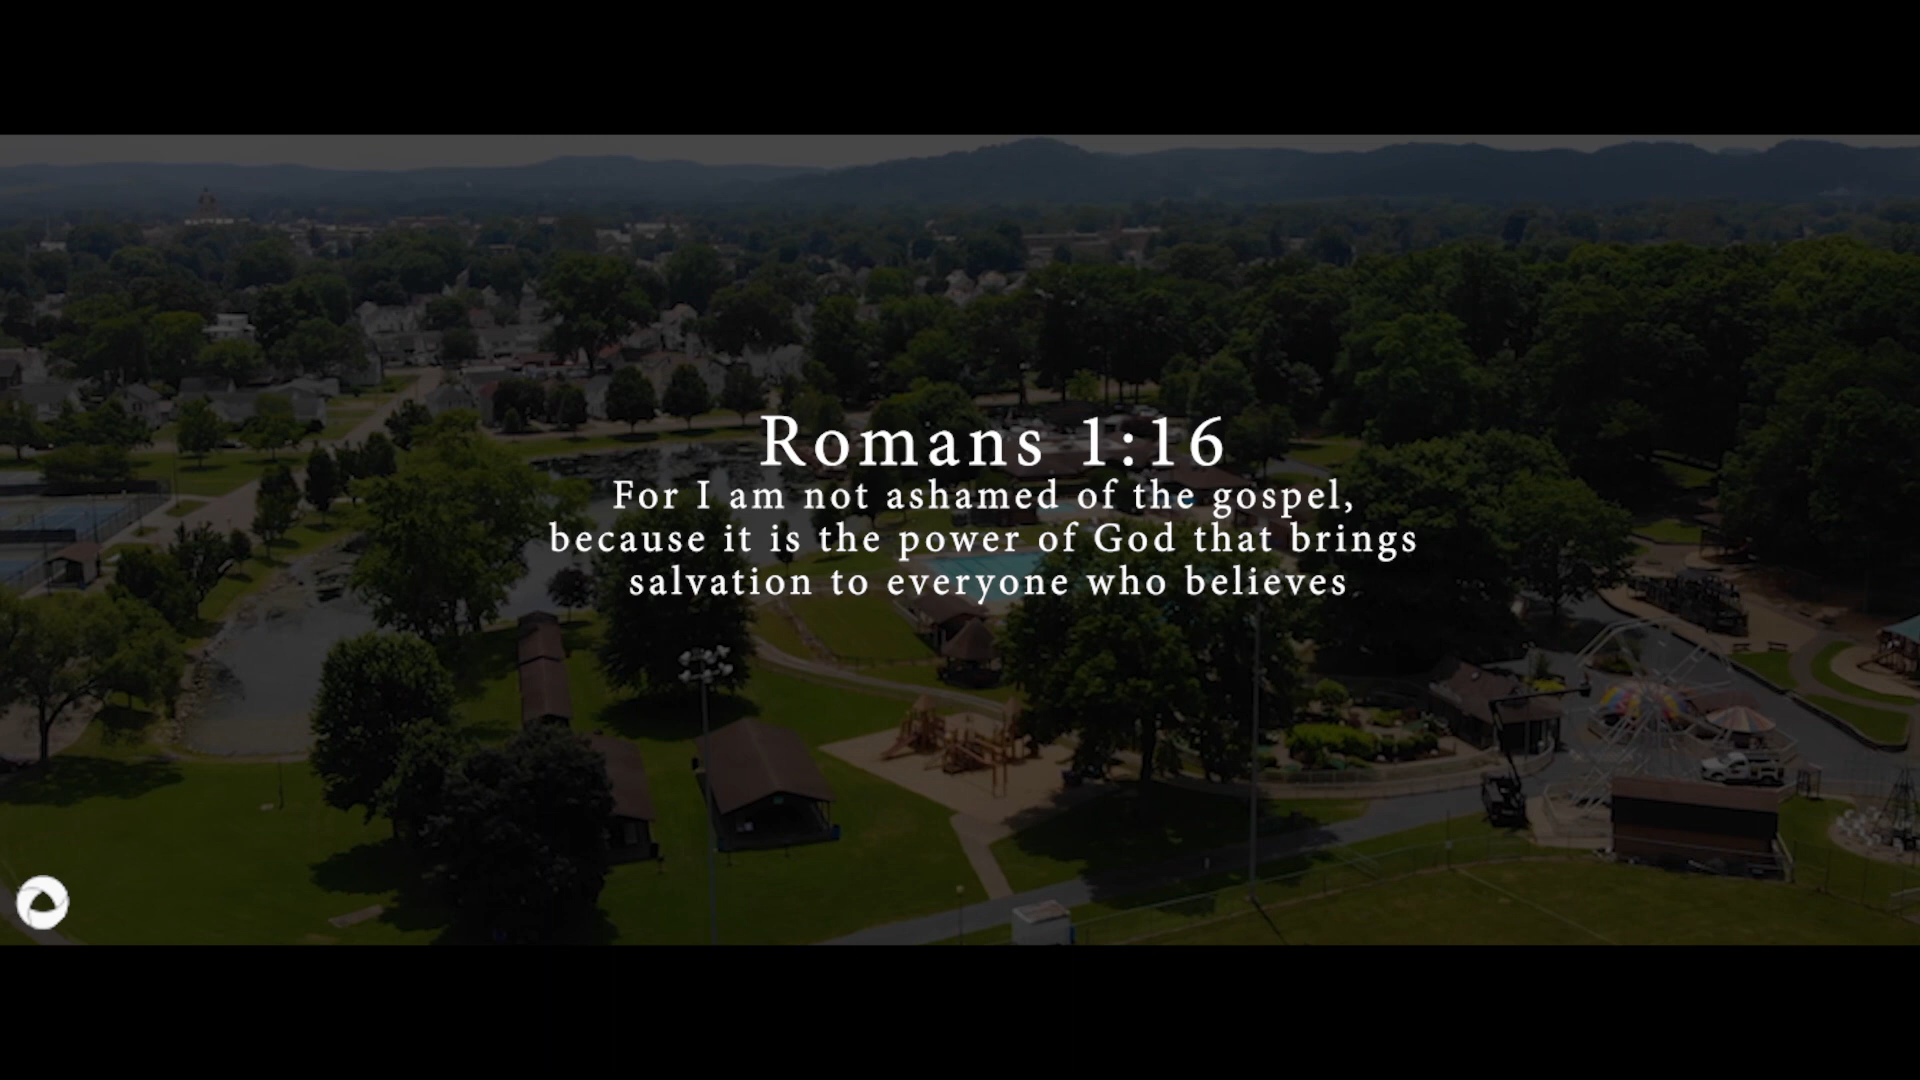 Romans 1:16
For I am not ashamed of the gospel,
because it is the power of God that brings
salvation to everyone who believes